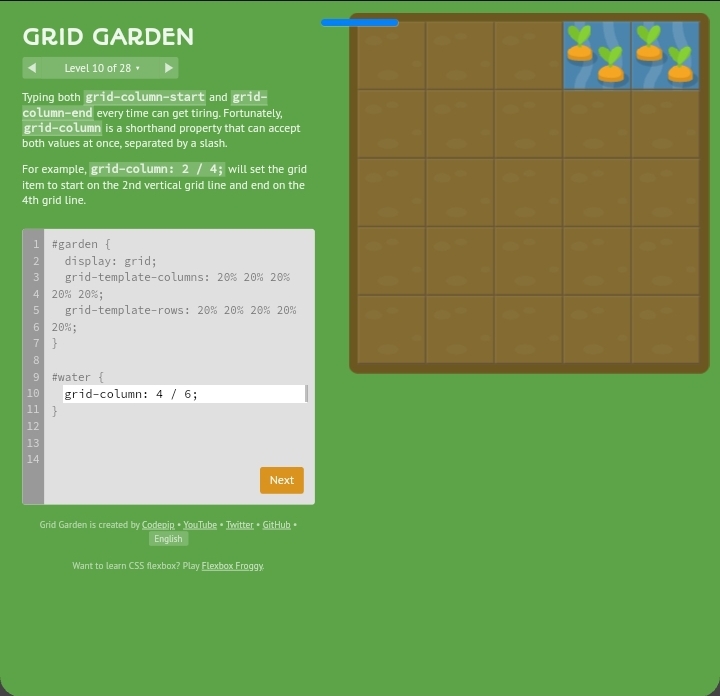 GRID GARDEN
Level 10 of 28 •
Typing both grid-column-start and grid-
column-end every time can get tiring. Fortunately,
grid-column is a shorthand property that can accept
both values at once, separated by a slash.
For example, grid-column: 2 / 4; will set the grid
item to start on the 2nd vertical grid line and end on the
4th grid line.
1 #garden {
2 display: grid;
3 grid-template-columns: 20% 20% 20%
4 20% 20%;
5 grid-template-rows: 20% 20% 20% 20%
6 20%;
7 }
8
9 #water {
10 grid-column: 4 / 6;
11 }
12
13
14
Next
Grid Garden is created by Codepip • YouTube • Twitter • GitHub •
English
Want to learn CSS flexbox? Play Flexbox Froggy.